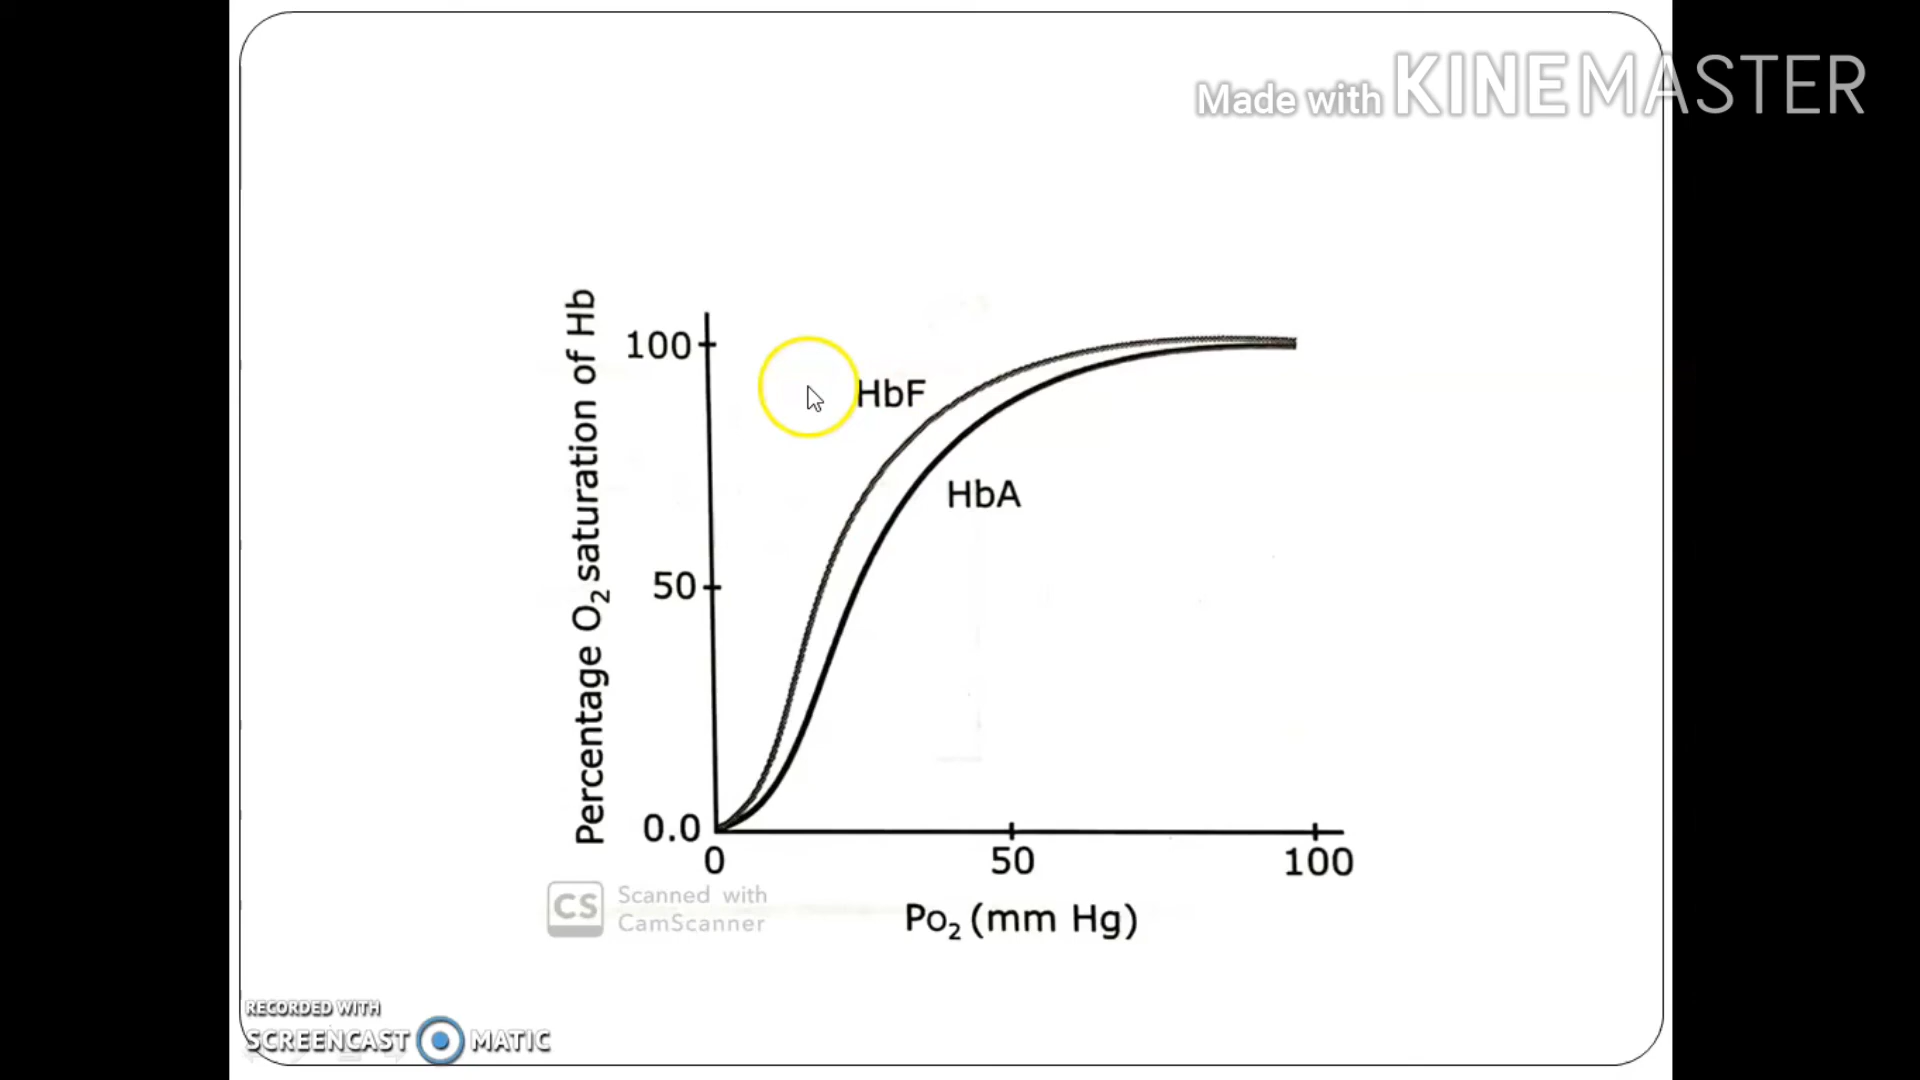 Made with KINEMASTER
Percentage O₂ saturation of Hb
100
50
0.0
HbF
HbA
0
50
100
Po₂ (mm Hg)
CS
Scanned with
CamScanner
RECORDED WITH
SCREENCAST MATIC